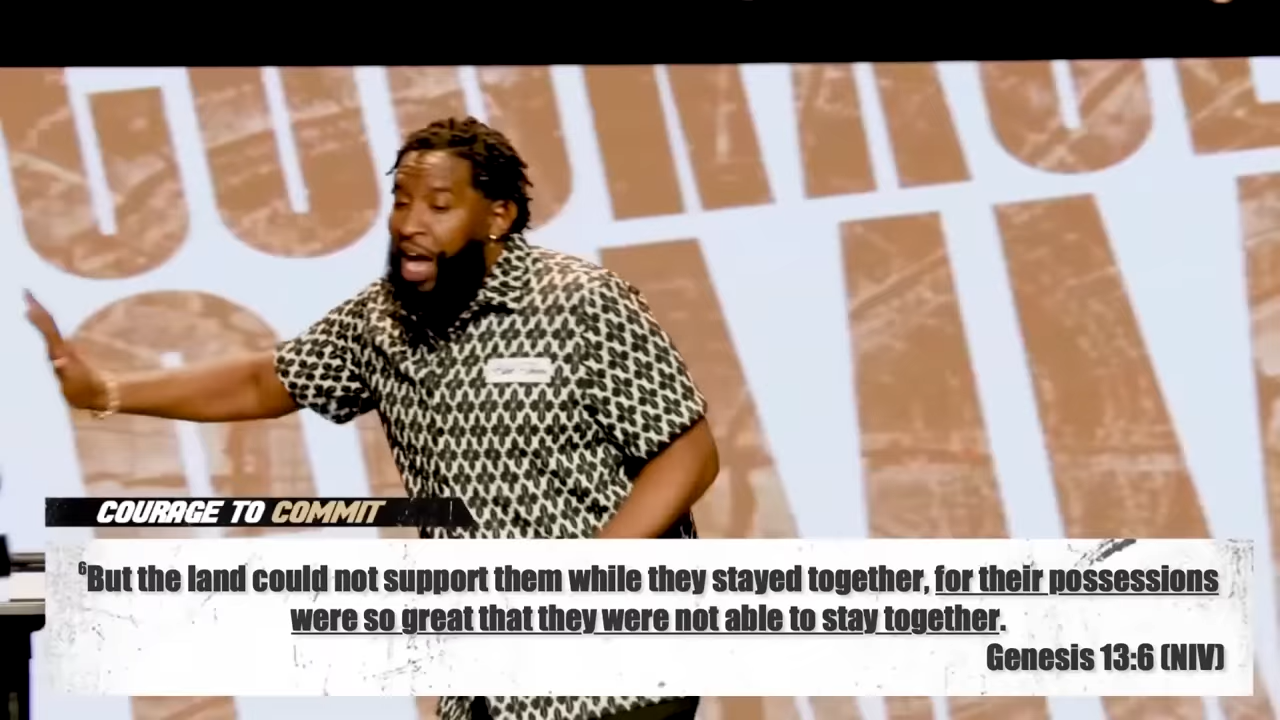 COURAGE TO COMMIT
⁶But the land could not support them while they stayed together, for their possessions
were so great that they were not able to stay together.
Genesis 13:6 (NIV)